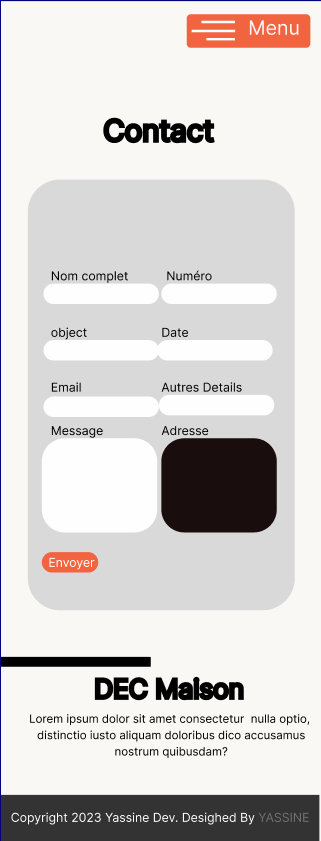 Menu
Contact
Nom complet Numéro
object Date
Email Autres Details
Message Adresse
Envoyer
DEC Maison
Lorem ipsum dolor sit amet consectetur nulla optio,
distinctio iusto aliquam doloribus dico accusamus
nostrum quibusdam?
Copyright 2023 Yassine Dev. Desighed By YASSINE